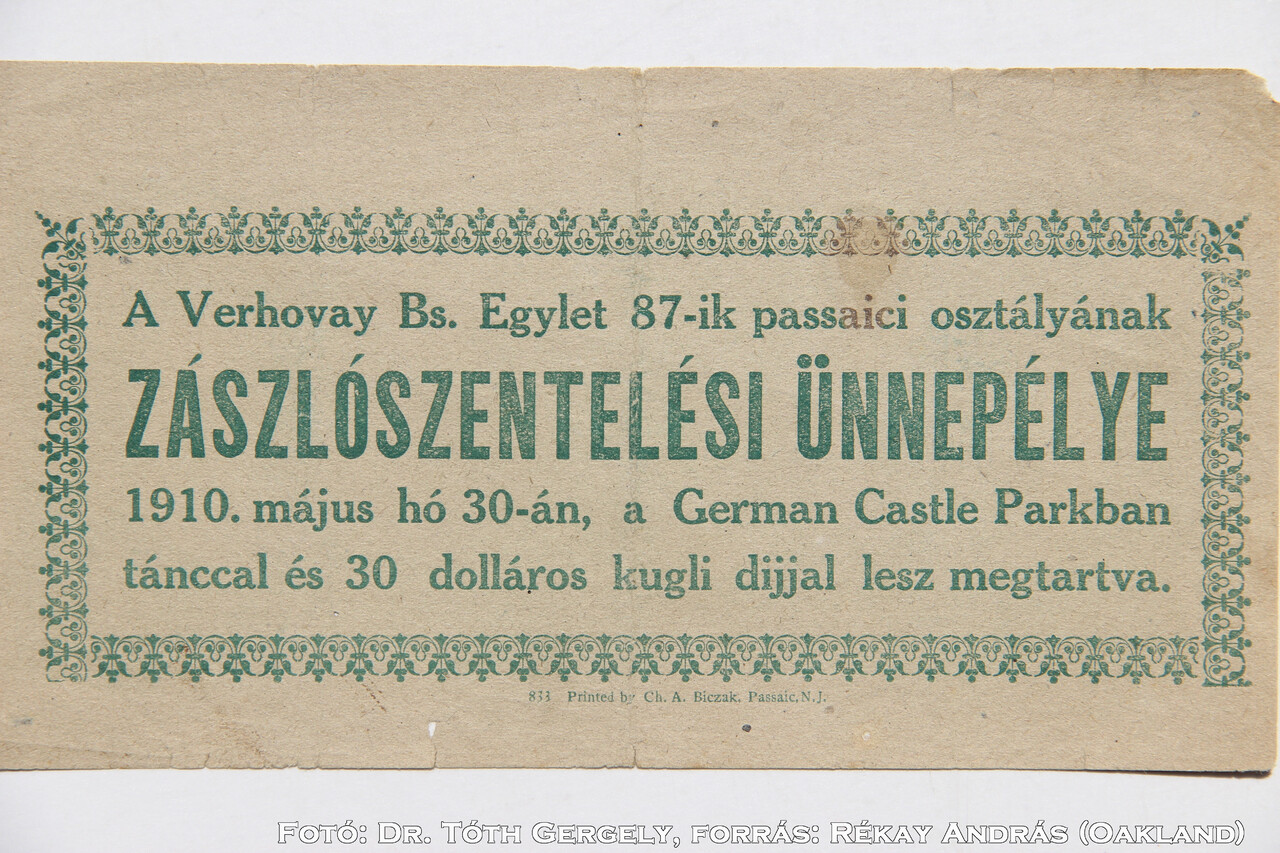 A Verhovay Bs. Egylet 87-ik passaici osztályának
ZÁSZLÓSZENTELÉSI ÜNNEPÉLYE
1910. május hó 30-án, a German Castle Parkban
tánccal és 30 dolláros kugli dijjal lesz megtartva.
833 Printed by Ch. A. Biczak. Passaic, N. J.
Fotó: Dr. Tóth Gergely, forrás: Rékay András (Oakland)